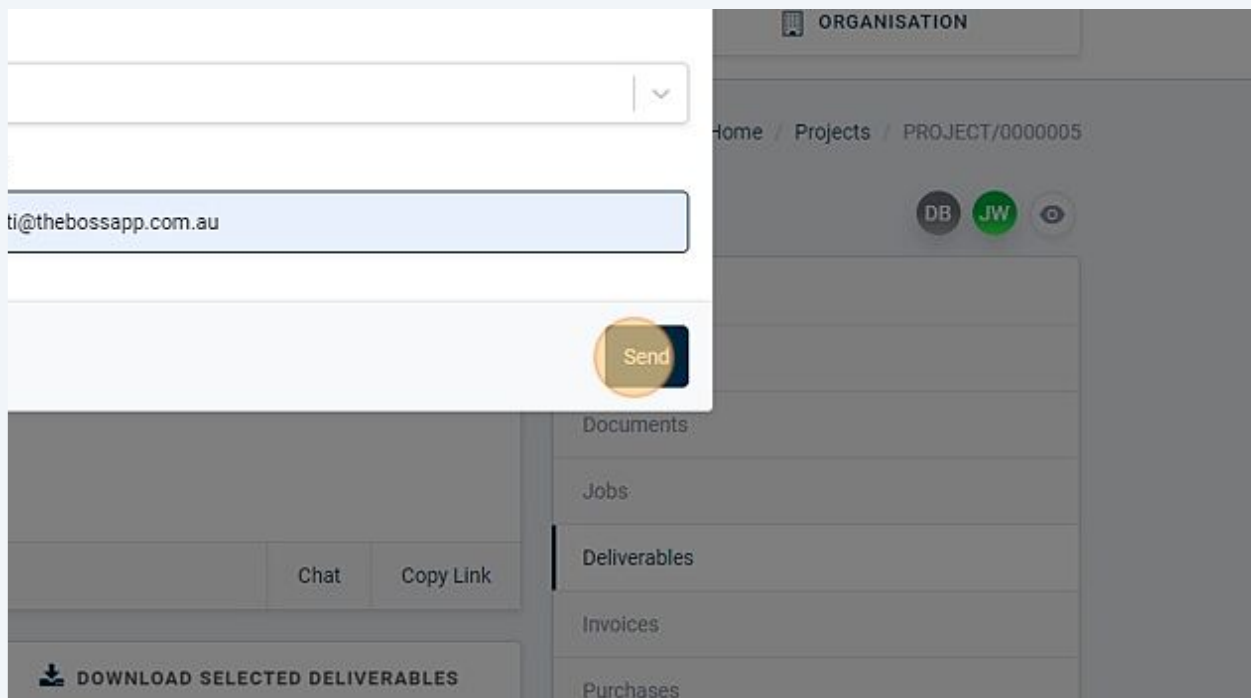 ORGANISATION
Home / Projects / PROJECT/0000005
ti@thebossapp.com.au
DB JW
Send
Documents
Jobs
Deliverables
Chat Copy Link
Invoices
DOWNLOAD SELECTED DELIVERABLES
Purchases